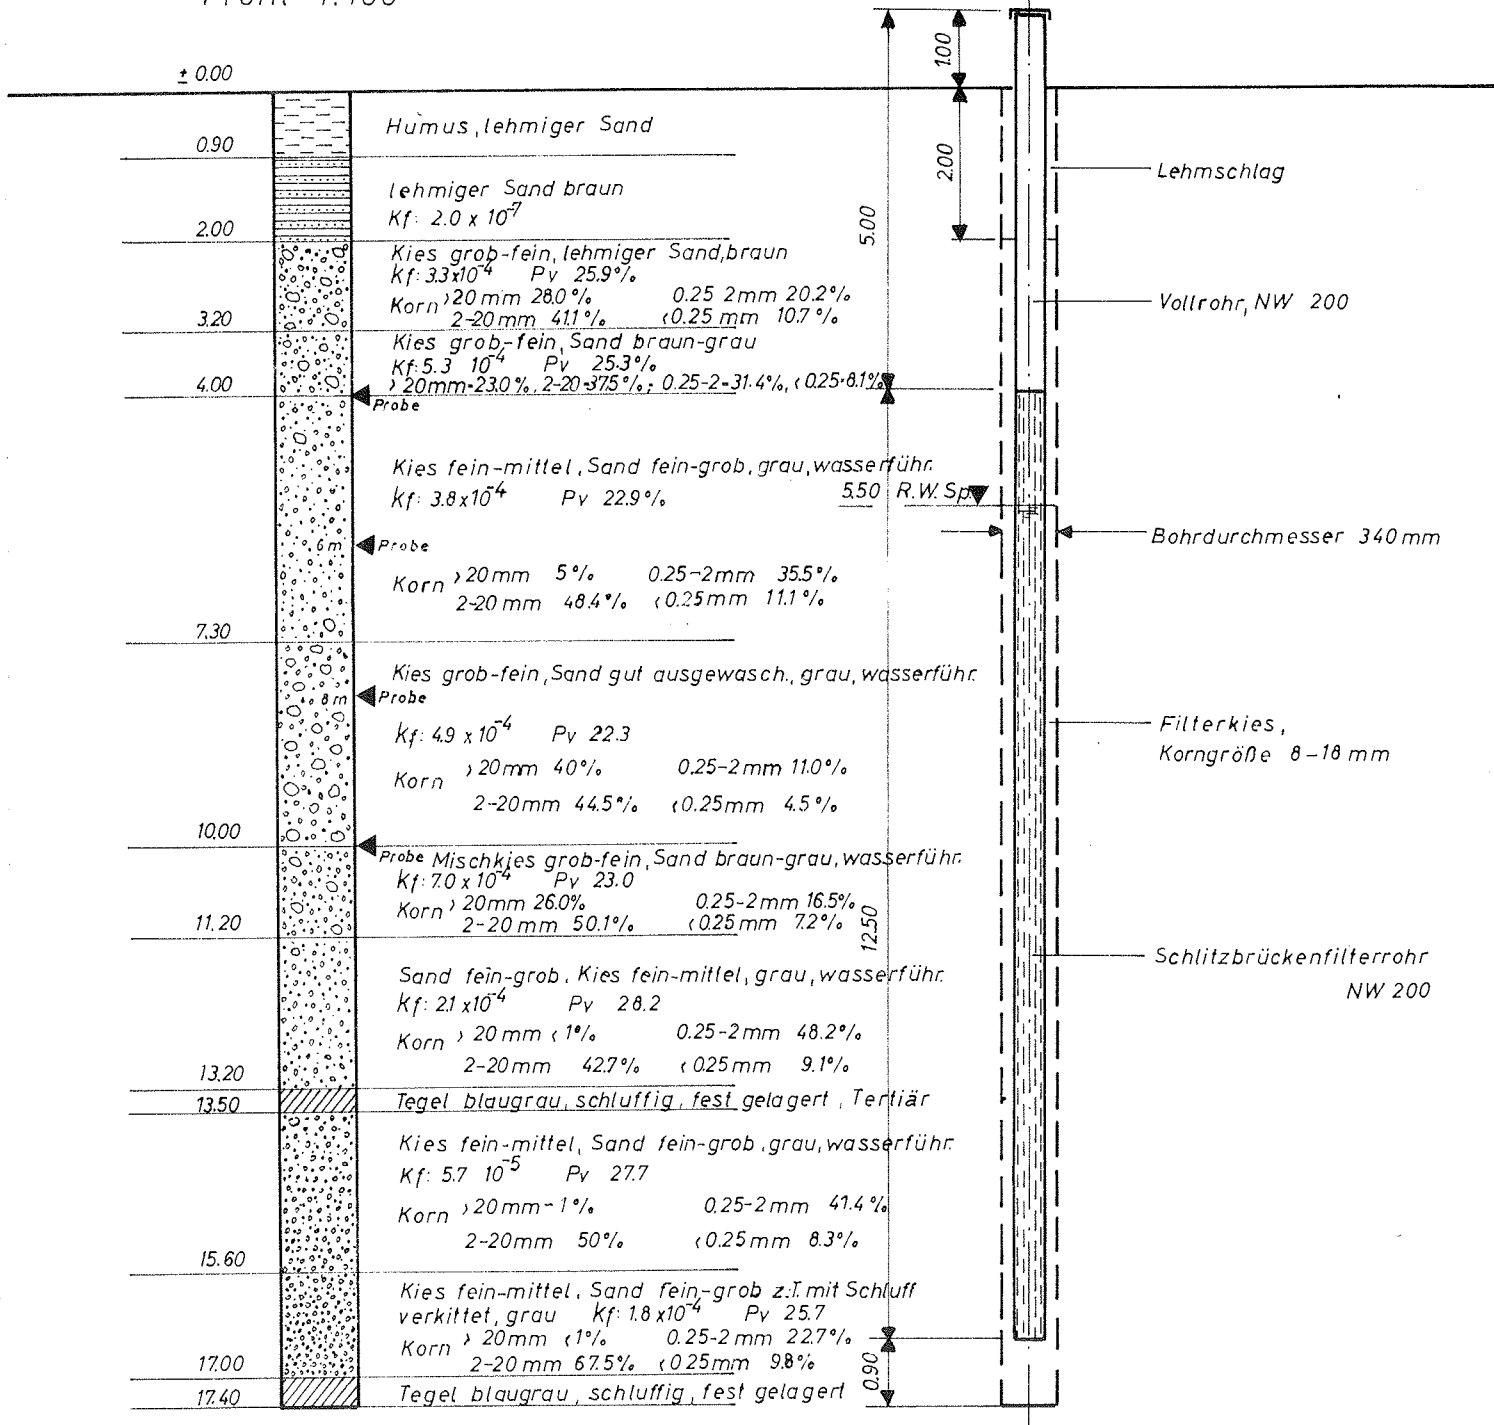 Profil 1:100
± 0.00
1.00
Humus, lehmiger Sand
0.90
2.00
Lehmschlag
lehmiger Sand braun
Kf: 2.0 x 10⁻⁷
5.00
2.00
Kies grob-fein, lehmiger Sand, braun
Kf: 3.3x10⁻⁴ Pv 25.9%
Korn >20 mm 28.0% 0.25 2mm 20.2%
2-20mm 41.1% <0.25 mm 10.7%
Vollrohr, NW 200
3.20
Kies grob-fein, Sand braun-grau
Kf: 5.3 10⁻⁴ Pv 25.3%
>20mm-23.0%, 2-20-37.5%; 0.25-2-31.4%, <0.25-8.1%
4.00
Probe
Kies fein-mittel, Sand fein-grob, grau, wasserführ.
Kf: 3.8x10⁻⁴ Pv 22.9%
5.50 R.W.Sp.
6m Probe
Bohrdurchmesser 340mm
Korn >20mm 5% 0.25-2mm 35.5%
2-20mm 48.4% <0.25mm 11.1%
7.30
Kies grob-fein, Sand gut ausgewasch., grau, wasserführ.
8m Probe
Kf: 4.9 x 10⁻⁴ Pv 22.3
Filterkies,
Korngröße 8-18 mm
Korn >20mm 40% 0.25-2mm 11.0%
2-20mm 44.5% <0.25mm 4.5%
10.00
Probe Mischkies grob-fein, Sand braun-grau, wasserführ.
Kf: 7.0 x 10⁻⁴ Pv 23.0
Korn >20mm 26.0% 0.25-2mm 16.5%
2-20mm 50.1% <0.25mm 7.2%
11.20
12.50
Schlitzbrückenfilterrohr
NW 200
Sand fein-grob, Kies fein-mittel, grau, wasserführ.
Kf: 2.1 x10⁻⁴ Pv 28.2
Korn >20mm <1% 0.25-2mm 48.2%
2-20mm 42.7% <0.25mm 9.1%
13.20
Tegel blaugrau, schluffig, fest gelagert, Tertiär
13.50
Kies fein-mittel, Sand fein-grob, grau, wasserführ.
Kf: 5.7 10⁻⁵ Pv 27.7
Korn >20mm-1% 0.25-2mm 41.4%
2-20mm 50% <0.25mm 8.3%
15.60
Kies fein-mittel, Sand fein-grob z.T. mit Schluff
verkittet, grau Kf: 1.8 x10⁻⁴ Pv 25.7
Korn >20mm <1% 0.25-2mm 22.7%
2-20mm 67.5% <0.25mm 9.8%
17.00
0.90
Tegel blaugrau, schluffig, fest gelagert
17.40